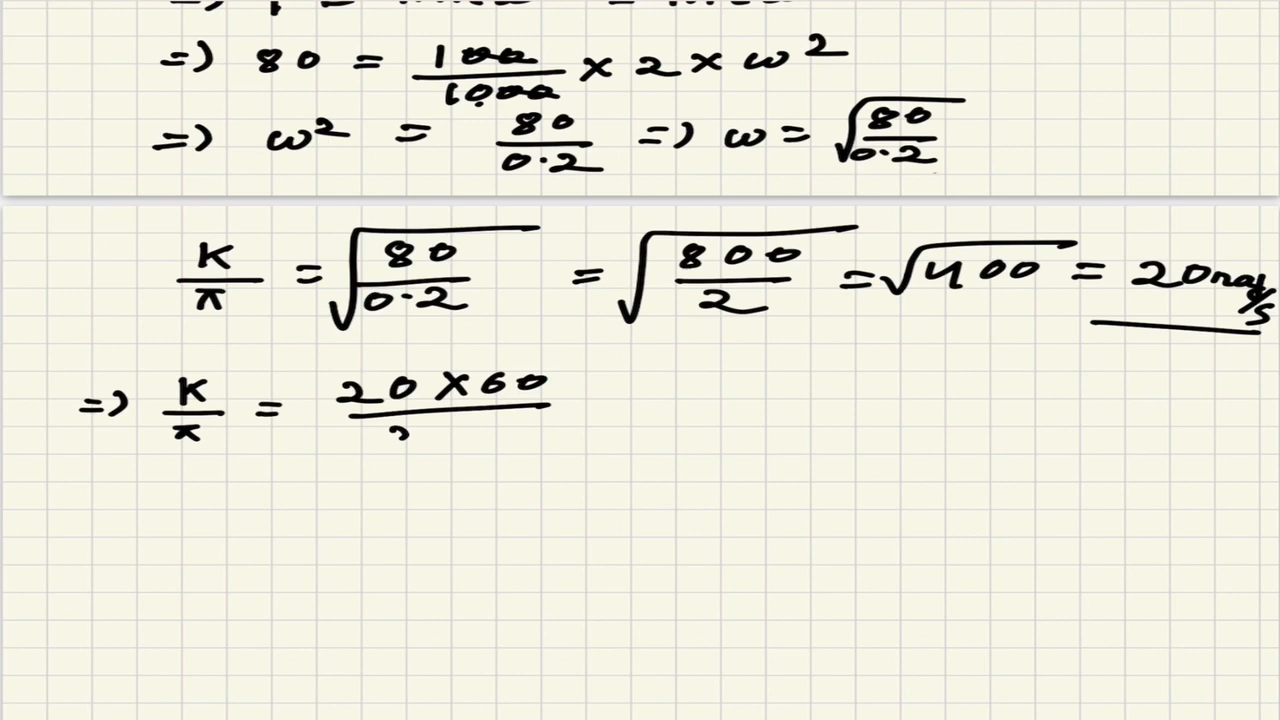 =) 80 = 100/1000 × 2 × ω²
=) ω² = 80/0.2 =) ω = √(80/0.2)
K/π = √(80/0.2) = √(800/2) = √400 = 20 rad/s
=) K/π = 20 × 60/